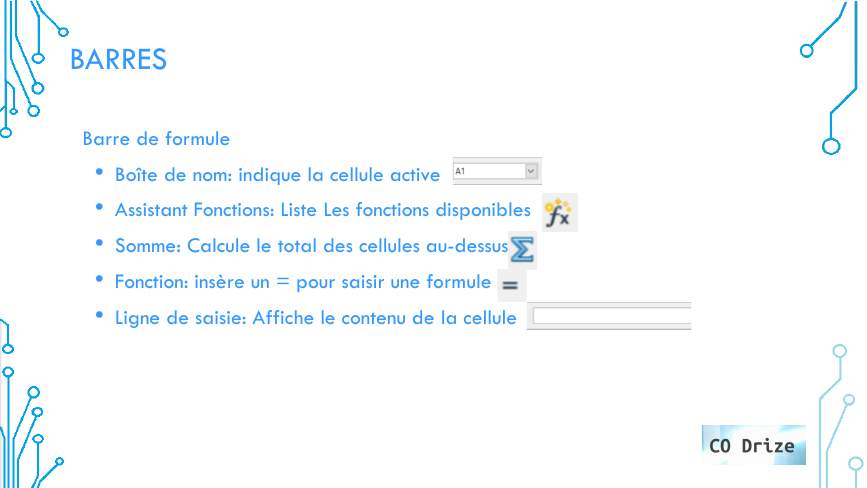 BARRES
Barre de formule
• Boîte de nom: indique la cellule active A1
• Assistant Fonctions: Liste Les fonctions disponibles fx
• Somme: Calcule le total des cellules au-dessus Σ
• Fonction: insère un = pour saisir une formule =
• Ligne de saisie: Affiche le contenu de la cellule
CO Drize